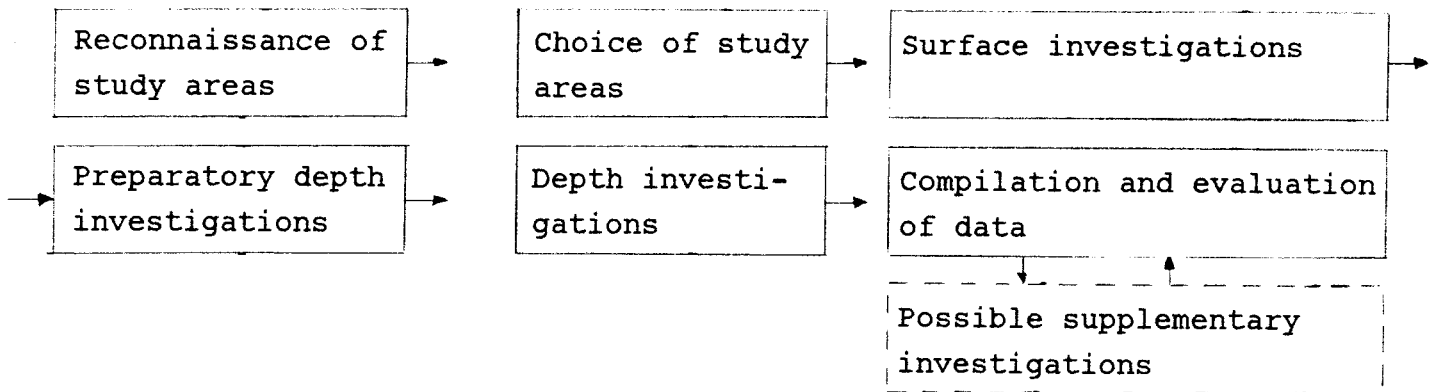 Reconnaissance of
study areas
Choice of study
areas
Surface investigations
Preparatory depth
investigations
Depth investi-
gations
Compilation and evaluation
of data
Possible supplementary
investigations